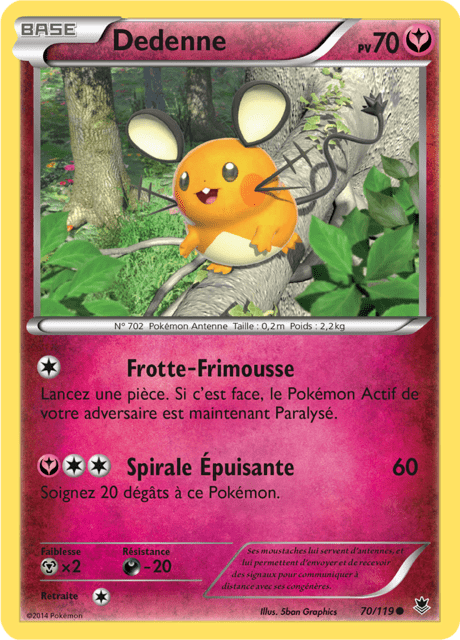 BASE
Dedenne
PV 70
N° 702 Pokémon Antenne Taille : 0,2m Poids : 2,2kg
Frotte-Frimousse
Lancez une pièce. Si c'est face, le Pokémon Actif de
votre adversaire est maintenant Paralysé.
Spirale Épuisante 60
Soignez 20 dégâts à ce Pokémon.
Faiblesse Résistance
×2 -20
Retraite
Ses moustaches lui servent d'antennes, et
lui permettent d'envoyer et de recevoir
des signaux pour communiquer à
distance avec ses congénères.
©2014 Pokémon
Illus. 5ban Graphics
70/119